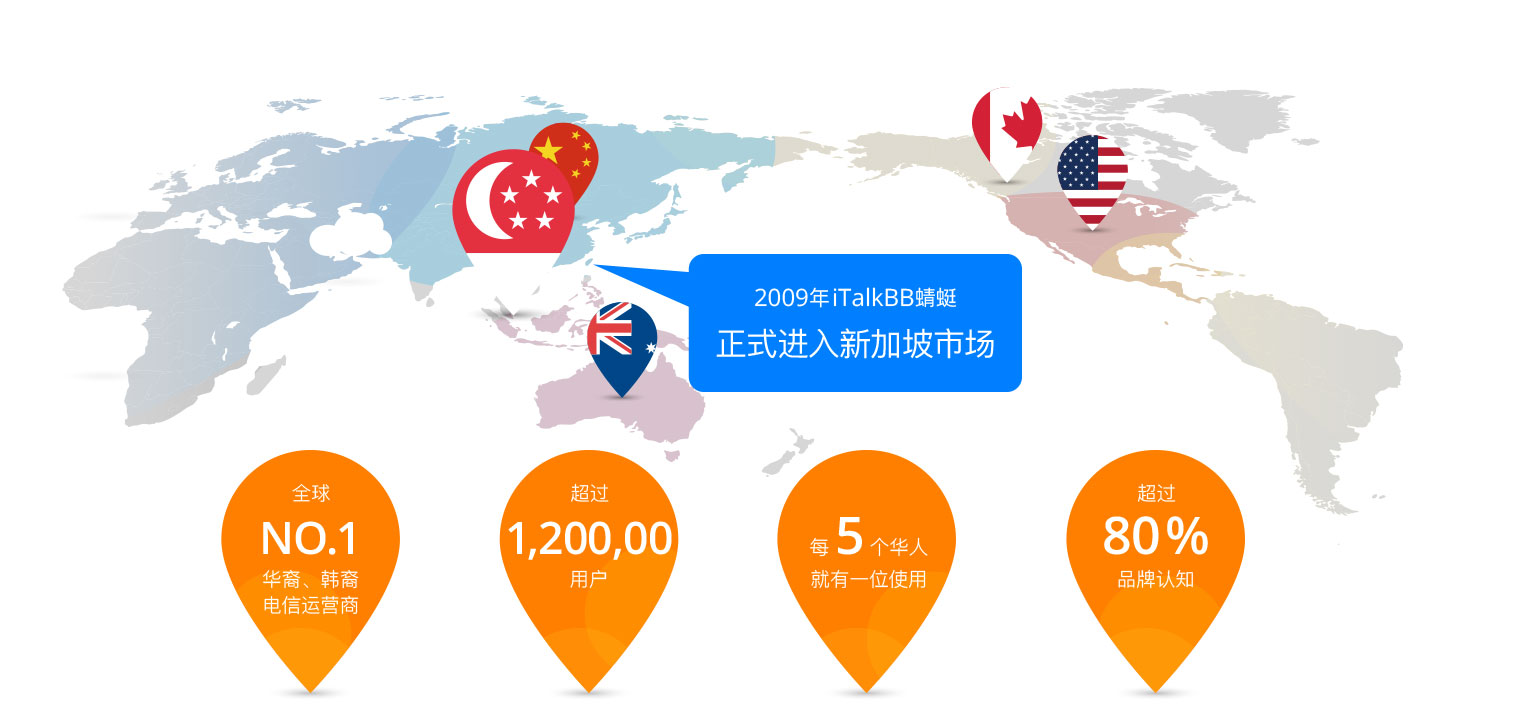 2009年iTalkBB蜻蜓
正式进入新加坡市场
全球
NO.1
华裔、韩裔
电信运营商
超过
1,200,00
用户
每 5 个华人
就有一位使用
超过
80%
品牌认知